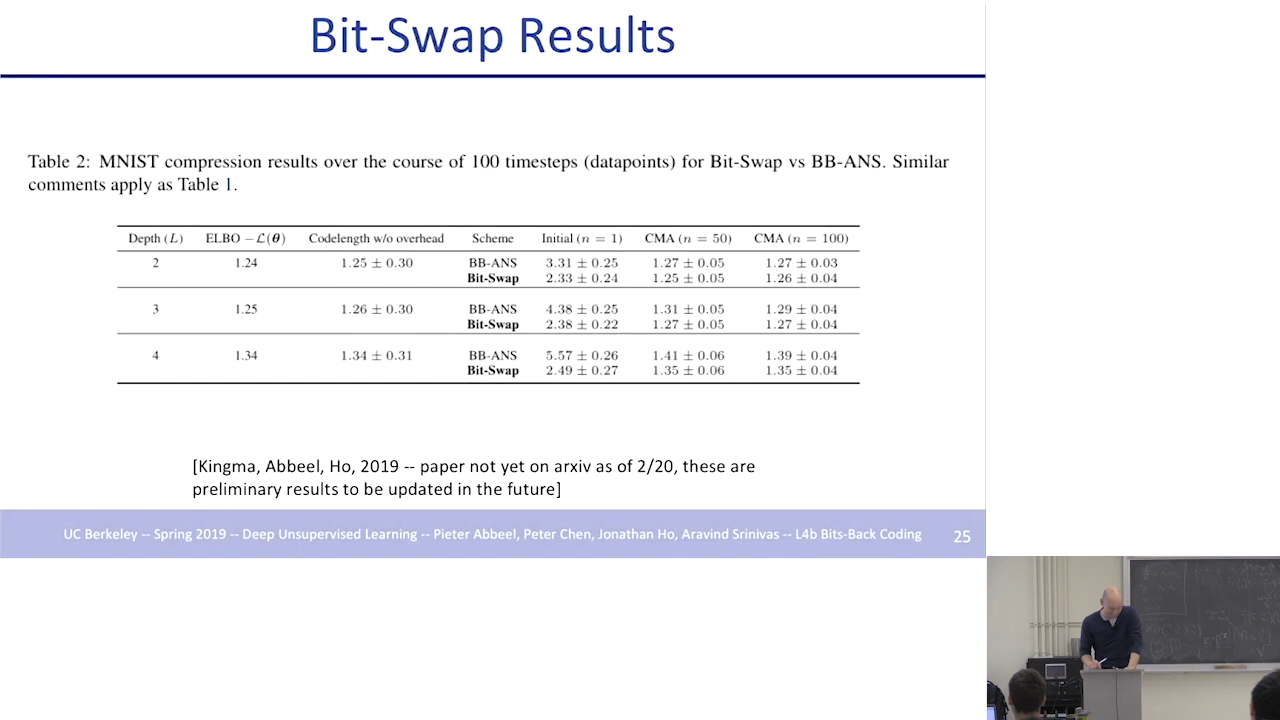 Bit-Swap Results
Table 2: MNIST compression results over the course of 100 timesteps (datapoints) for Bit-Swap vs BB-ANS. Similar
comments apply as Table 1.
Depth (L) ELBO −ℒ(θ) Codelength w/o overhead Scheme Initial (n = 1) CMA (n = 50) CMA (n = 100)
2 1.24 1.25 ± 0.30 BB-ANS 3.31 ± 0.25 1.27 ± 0.05 1.27 ± 0.03
Bit-Swap 2.33 ± 0.24 1.25 ± 0.05 1.26 ± 0.04
3 1.25 1.26 ± 0.30 BB-ANS 4.38 ± 0.25 1.31 ± 0.05 1.29 ± 0.04
Bit-Swap 2.38 ± 0.22 1.27 ± 0.05 1.27 ± 0.04
4 1.34 1.34 ± 0.31 BB-ANS 5.57 ± 0.26 1.41 ± 0.06 1.39 ± 0.04
Bit-Swap 2.49 ± 0.27 1.35 ± 0.06 1.35 ± 0.04
[Kingma, Abbeel, Ho, 2019 -- paper not yet on arxiv as of 2/20, these are
preliminary results to be updated in the future]
UC Berkeley -- Spring 2019 -- Deep Unsupervised Learning -- Pieter Abbeel, Peter Chen, Jonathan Ho, Aravind Srinivas -- L4b Bits-Back Coding 25